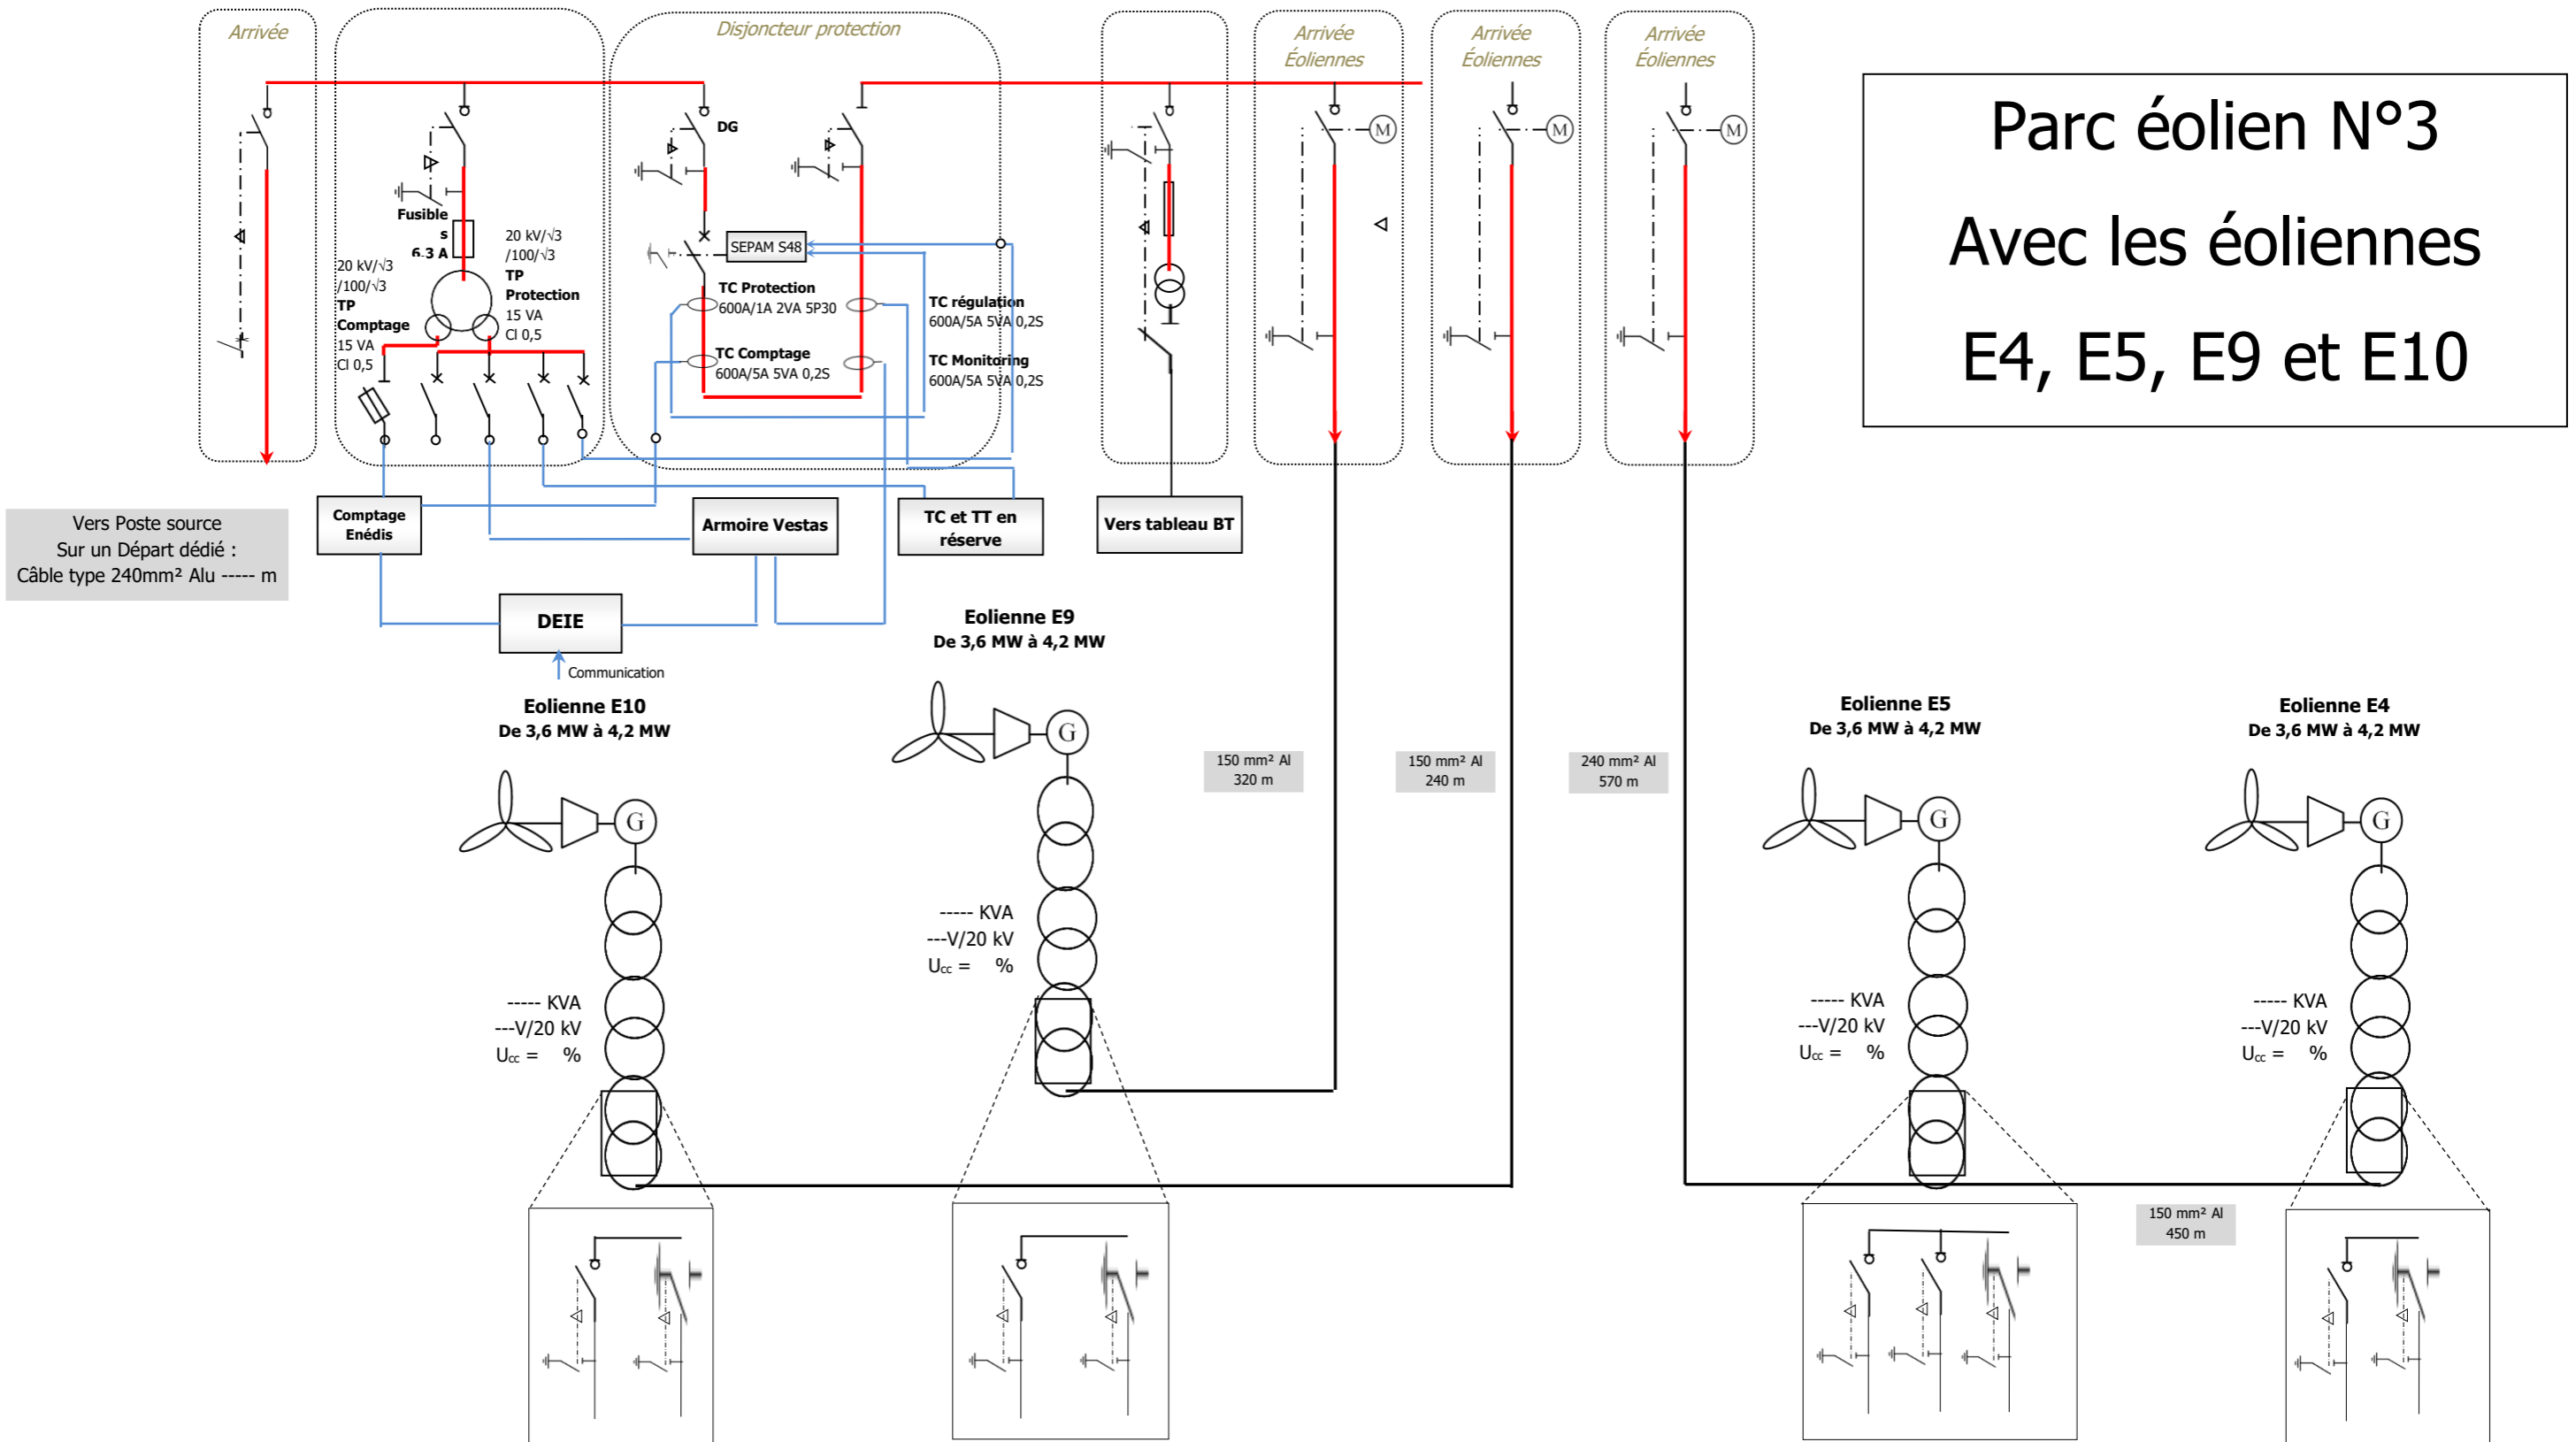 Arrivée
Disjoncteur protection
Arrivée
Éoliennes
Arrivée
Éoliennes
Arrivée
Éoliennes
Parc éolien N°3
Avec les éoliennes
E4, E5, E9 et E10
DG
M
M
M
Fusible
s
6.3 A
20 kV/√3
/100/√3
TP
Protection
15 VA
Cl 0,5
20 kV/√3
/100/√3
TP
Comptage
15 VA
Cl 0,5
SEPAM S48
TC Protection
600A/1A 2VA 5P30
TC régulation
600A/5A 5VA 0,2S
TC Comptage
600A/5A 5VA 0,2S
TC Monitoring
600A/5A 5VA 0,2S
Vers Poste source
Sur un Départ dédié :
Câble type 240mm² Alu ----- m
Comptage
Enédis
Armoire Vestas
TC et TT en
réserve
Vers tableau BT
DEIE
Communication
Eolienne E9
De 3,6 MW à 4,2 MW
G
Eolienne E10
De 3,6 MW à 4,2 MW
G
Eolienne E5
De 3,6 MW à 4,2 MW
G
Eolienne E4
De 3,6 MW à 4,2 MW
G
150 mm² Al
320 m
150 mm² Al
240 m
240 mm² Al
570 m
----- KVA
---V/20 kV
Ucc = %
----- KVA
---V/20 kV
Ucc = %
----- KVA
---V/20 kV
Ucc = %
----- KVA
---V/20 kV
Ucc = %
150 mm² Al
450 m